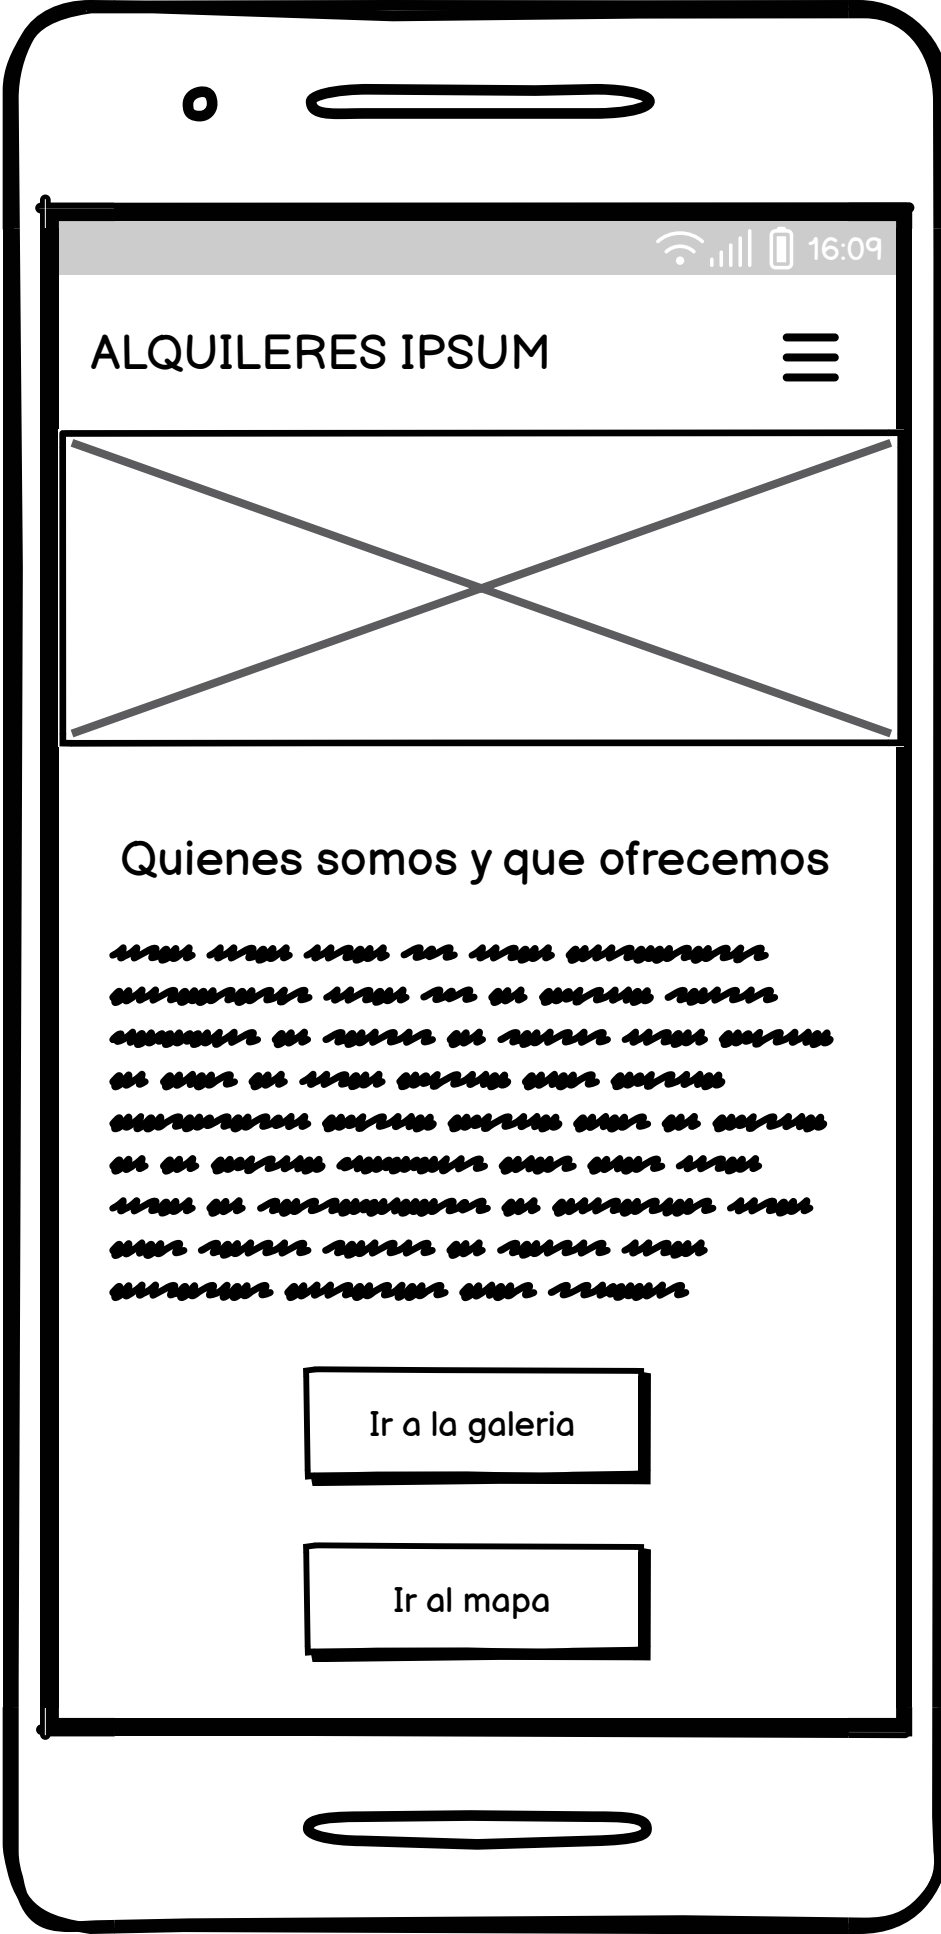 16:09
ALQUILERES IPSUM
Quienes somos y que ofrecemos
Ir a la galeria
Ir al mapa